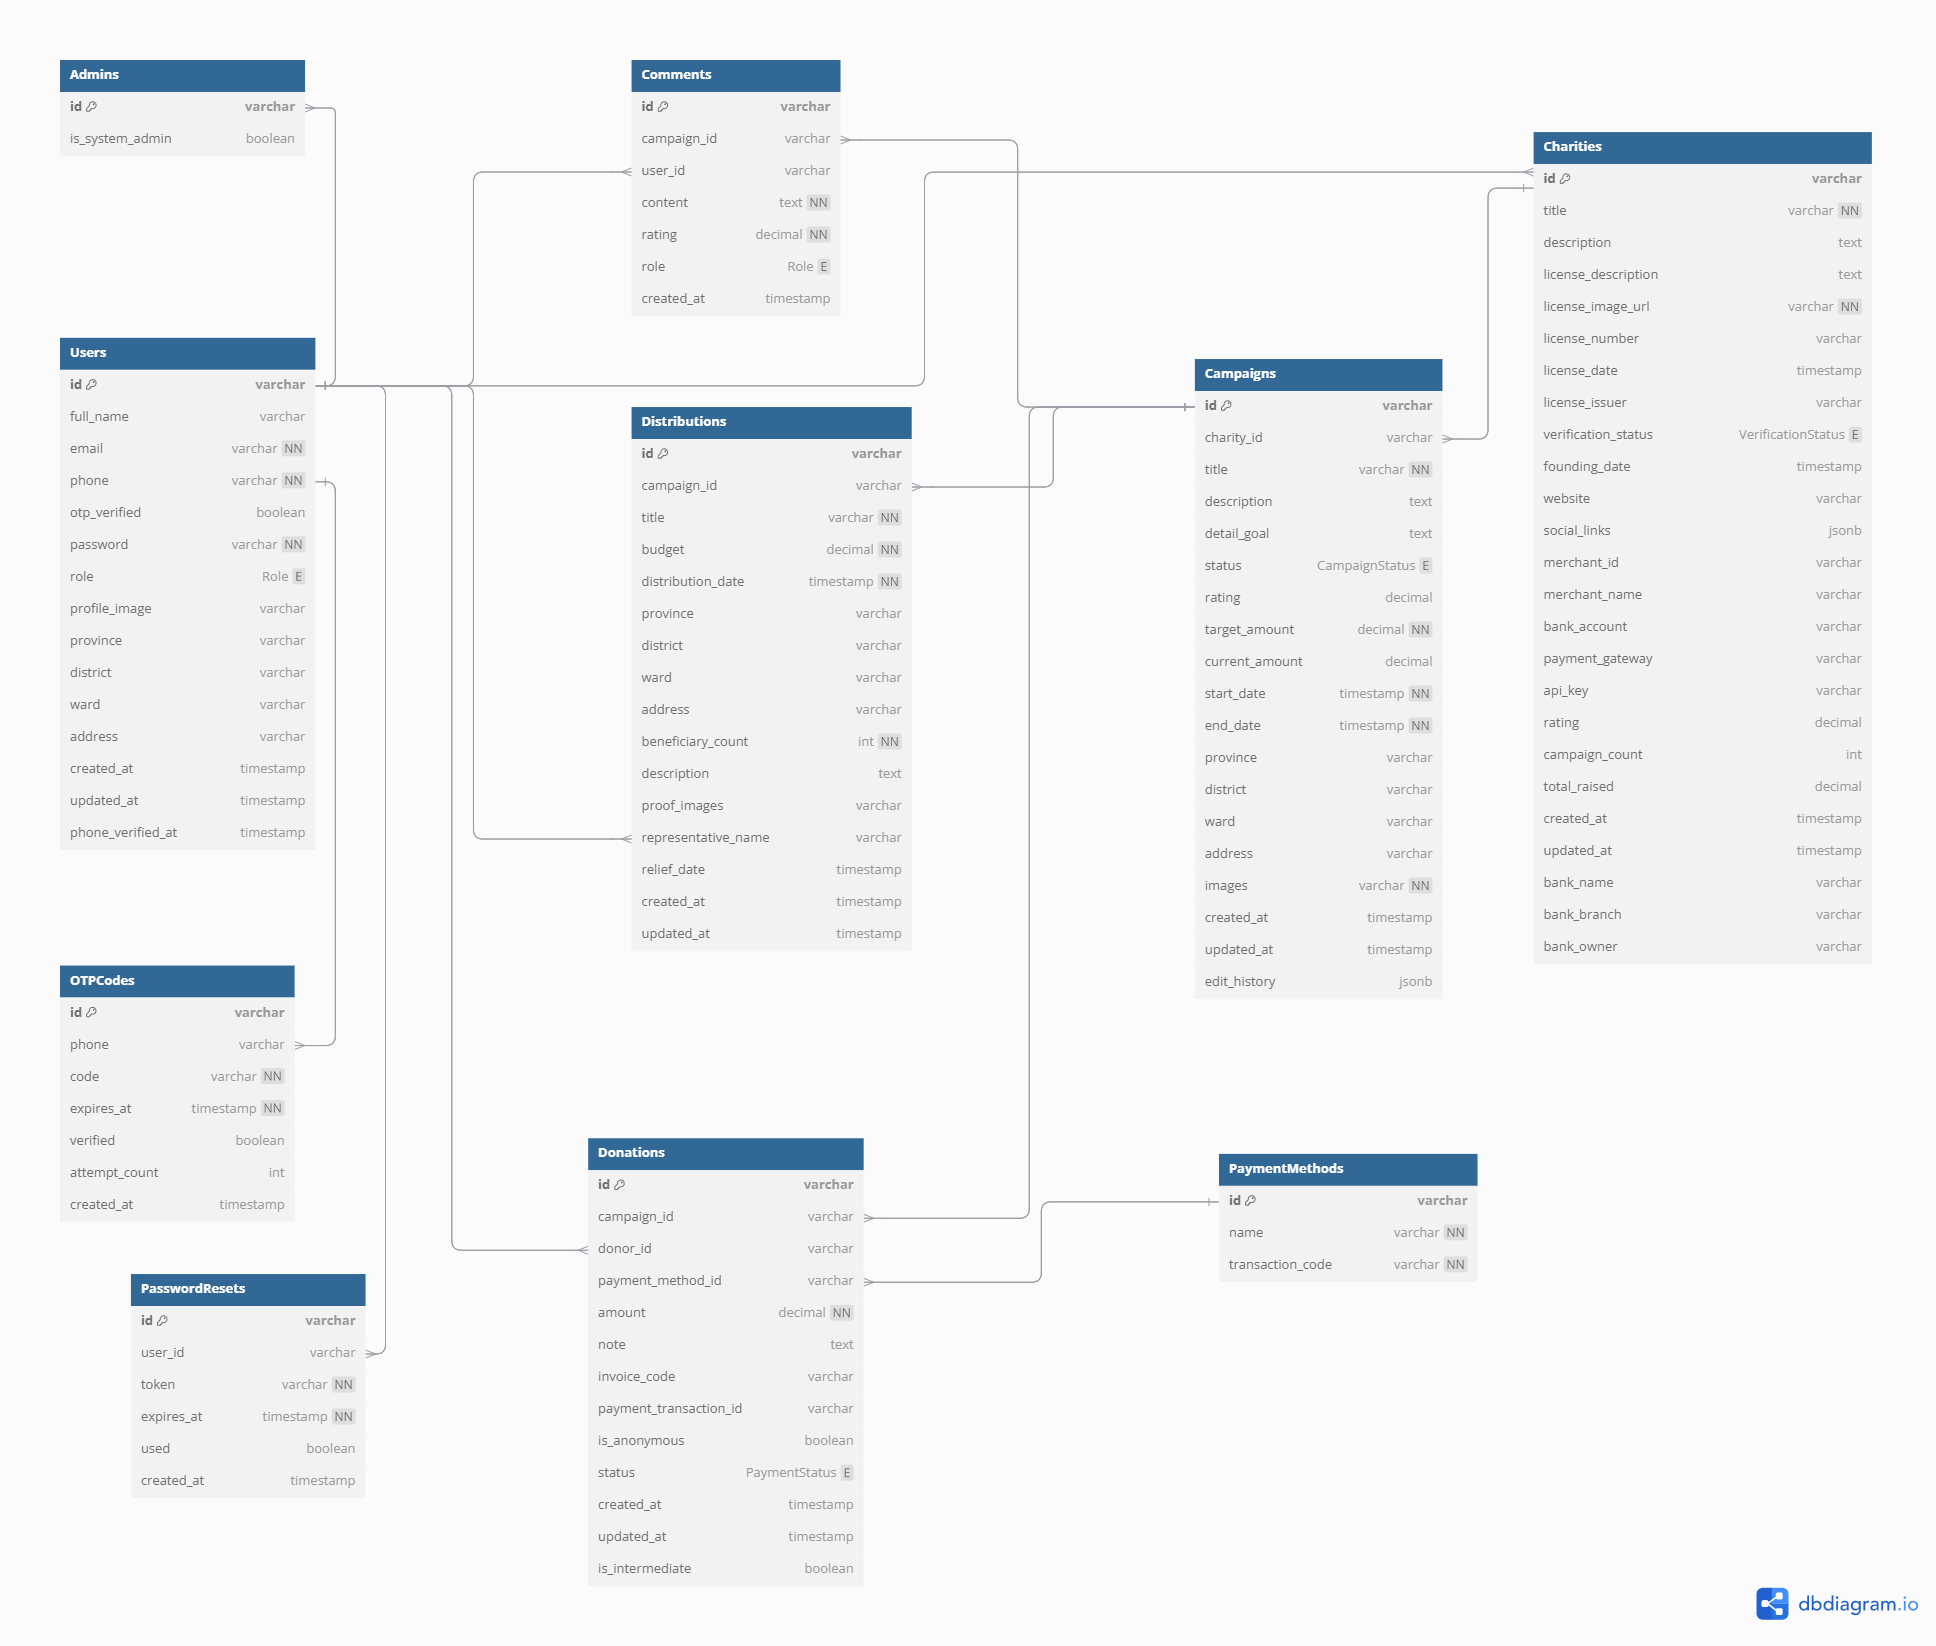 Admins
id varchar
is_system_admin boolean
Users
id varchar
full_name varchar
email varchar NN
phone varchar NN
otp_verified boolean
password varchar NN
role Role E
profile_image varchar
province varchar
district varchar
ward varchar
address varchar
created_at timestamp
updated_at timestamp
phone_verified_at timestamp
OTPCodes
id varchar
phone varchar
code varchar NN
expires_at timestamp NN
verified boolean
attempt_count int
created_at timestamp
PasswordResets
id varchar
user_id varchar
token varchar NN
expires_at timestamp NN
used boolean
created_at timestamp
Comments
id varchar
campaign_id varchar
user_id varchar
content text NN
rating decimal NN
role Role E
created_at timestamp
Distributions
id varchar
campaign_id varchar
title varchar NN
budget decimal NN
distribution_date timestamp NN
province varchar
district varchar
ward varchar
address varchar
beneficiary_count int NN
description text
proof_images varchar
representative_name varchar
relief_date timestamp
created_at timestamp
updated_at timestamp
Donations
id varchar
campaign_id varchar
donor_id varchar
payment_method_id varchar
amount decimal NN
note text
invoice_code varchar
payment_transaction_id varchar
is_anonymous boolean
status PaymentStatus E
created_at timestamp
updated_at timestamp
is_intermediate boolean
Campaigns
id varchar
charity_id varchar
title varchar NN
description text
detail_goal text
status CampaignStatus E
rating decimal
target_amount decimal NN
current_amount decimal
start_date timestamp NN
end_date timestamp NN
province varchar
district varchar
ward varchar
address varchar
images varchar NN
created_at timestamp
updated_at timestamp
edit_history jsonb
PaymentMethods
id varchar
name varchar NN
transaction_code varchar NN
Charities
id varchar
title varchar NN
description text
license_description text
license_image_url varchar NN
license_number varchar
license_date timestamp
license_issuer varchar
verification_status VerificationStatus E
founding_date timestamp
website varchar
social_links jsonb
merchant_id varchar
merchant_name varchar
bank_account varchar
payment_gateway varchar
api_key varchar
rating decimal
campaign_count int
total_raised decimal
created_at timestamp
updated_at timestamp
bank_name varchar
bank_branch varchar
bank_owner varchar
dbdiagram.io